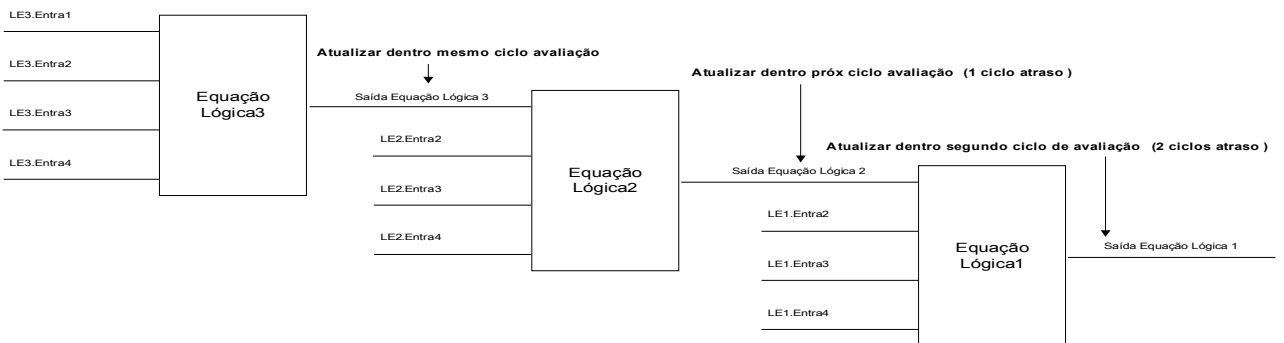 LE3.Entra1
LE3.Entra2
LE3.Entra3
LE3.Entra4
Equação
Lógica3
Atualizar dentro mesmo ciclo avaliação
Saída Equação Lógica 3
LE2.Entra2
LE2.Entra3
LE2.Entra4
Equação
Lógica2
Atualizar dentro próx ciclo avaliação (1 ciclo atraso )
Saída Equação Lógica 2
LE1.Entra2
LE1.Entra3
LE1.Entra4
Equação
Lógica1
Atualizar dentro segundo ciclo de avaliação (2 ciclos atraso )
Saída Equação Lógica 1